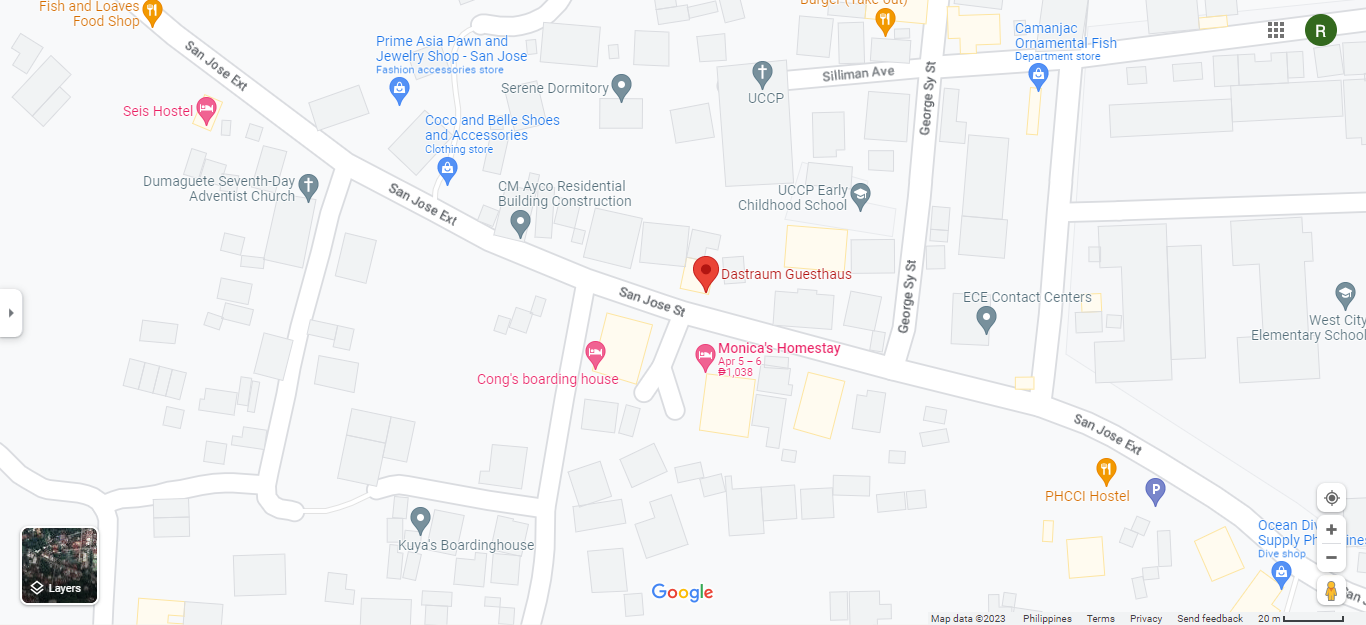 Fish and Loaves
Food Shop
Burger (Take out)
San Jose Ext
Prime Asia Pawn and
Jewelry Shop - San Jose
Fashion accessories store
Camanjac
Ornamental Fish
Department store
R
Silliman Ave
George Sy St
UCCP
Serene Dormitory
Seis Hostel
Coco and Belle Shoes
and Accessories
Clothing store
Dumaguete Seventh-Day
Adventist Church
San Jose Ext
CM Ayco Residential
Building Construction
UCCP Early
Childhood School
Dastraum Guesthaus
George Sy St
San Jose St
ECE Contact Centers
West City
Elementary School
Monica's Homestay
Apr 5 – 6
₱1,038
Cong's boarding house
San Jose Ext
PHCCI Hostel
P
Kuya's Boardinghouse
Ocean Div
Supply Philippines
Dive shop
Layers
Google
San J
Map data ©2023 Philippines Terms Privacy Send feedback 20 m